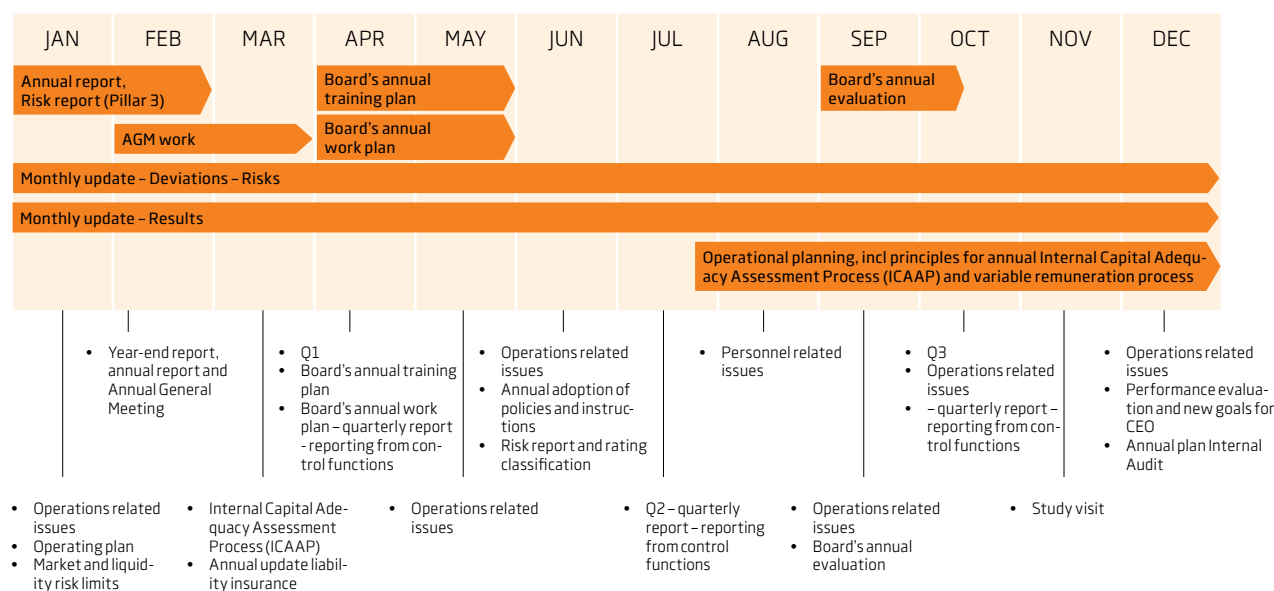 JAN FEB MAR APR MAY JUN JUL AUG SEP OCT NOV DEC
Annual report,
Risk report (Pillar 3)
Board's annual
training plan
Board's annual
evaluation
AGM work
Board's annual
work plan
Monthly update – Deviations – Risks
Monthly update – Results
Operational planning, incl principles for annual Internal Capital Adequ-
acy Assessment Process (ICAAP) and variable remuneration process
• Year-end report,
annual report and
Annual General
Meeting
• Q1
• Board's annual training
plan
• Board's annual work
plan – quarterly report
- reporting from con-
trol functions
• Operations related
issues
• Annual adoption of
policies and instruc-
tions
• Risk report and rating
classification
• Personnel related
issues
• Q3
• Operations related
issues
• – quarterly report –
reporting from con-
trol functions
• Operations related
issues
• Performance evalua-
tion and new goals for
CEO
• Annual plan Internal
Audit
• Operations related
issues
• Operating plan
• Market and liquid-
ity risk limits
• Internal Capital Ade-
quacy Assessment
Process (ICAAP)
• Annual update liabil-
ity insurance
• Operations related
issues
• Q2 – quarterly
report – reporting
from control
functions
• Operations related
issues
• Board's annual
evaluation
• Study visit